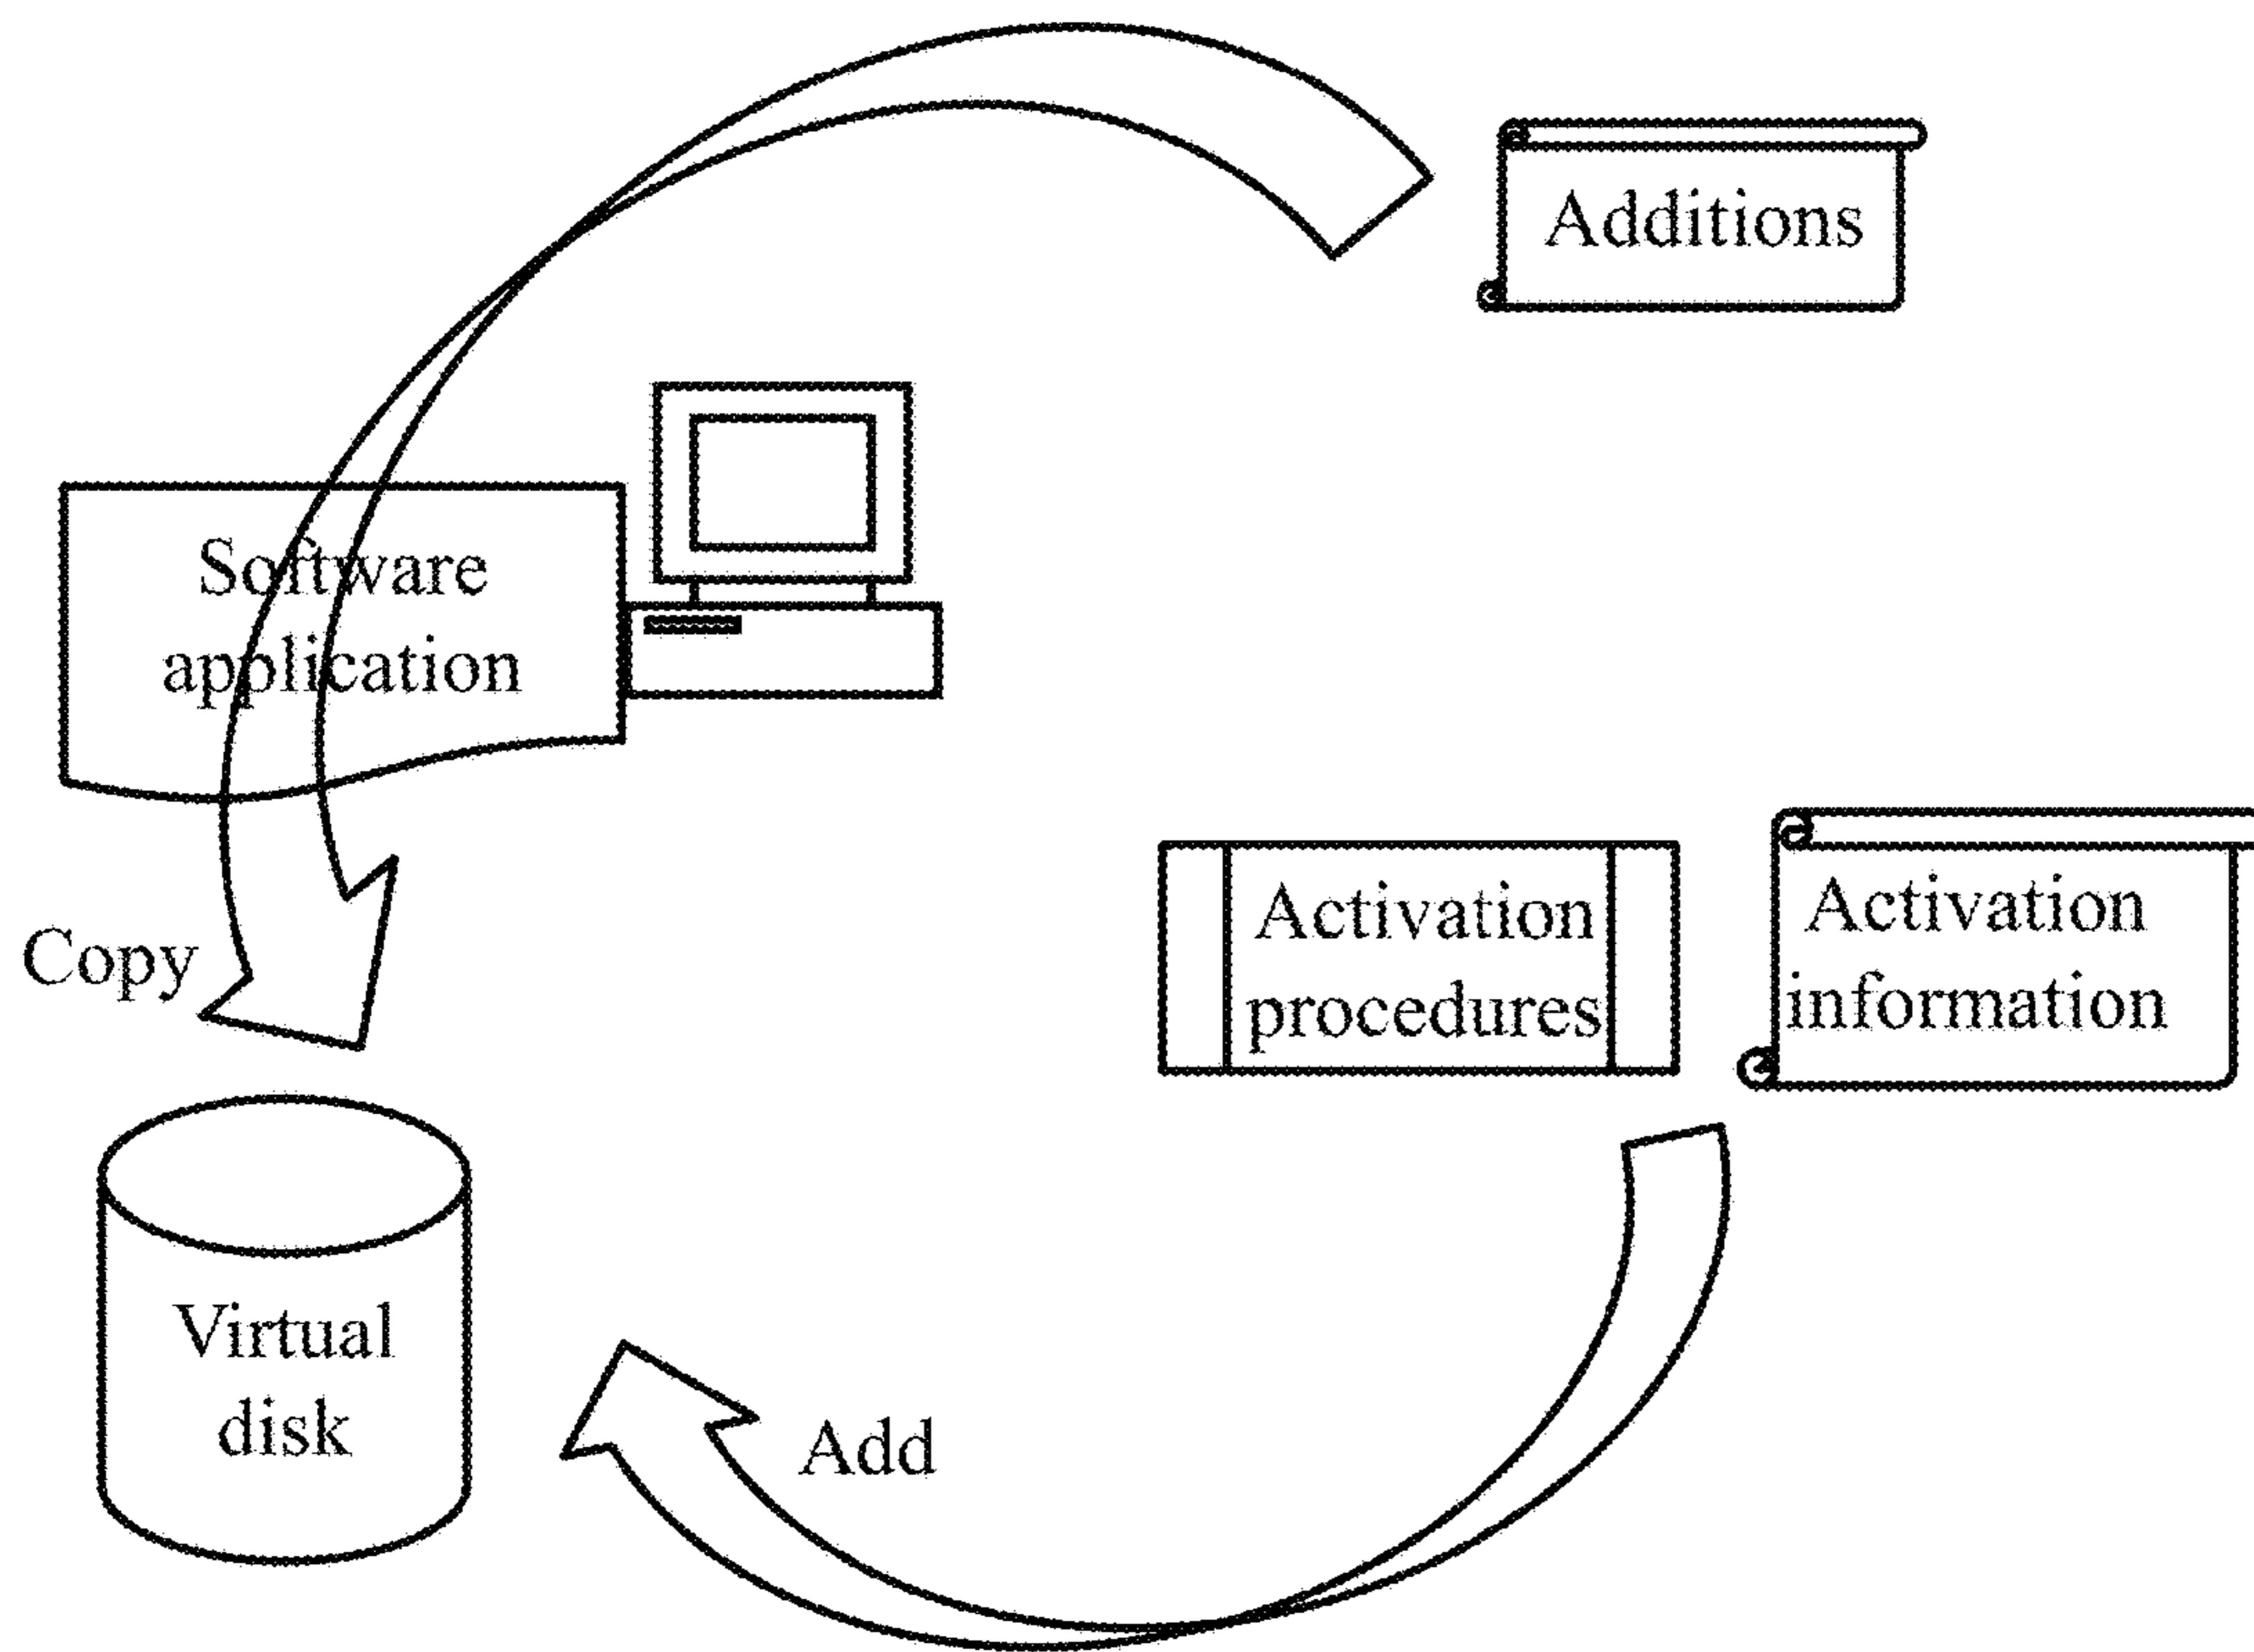 Additions
Software
application
Activation
procedures
Activation
information
Copy
Virtual
disk
Add